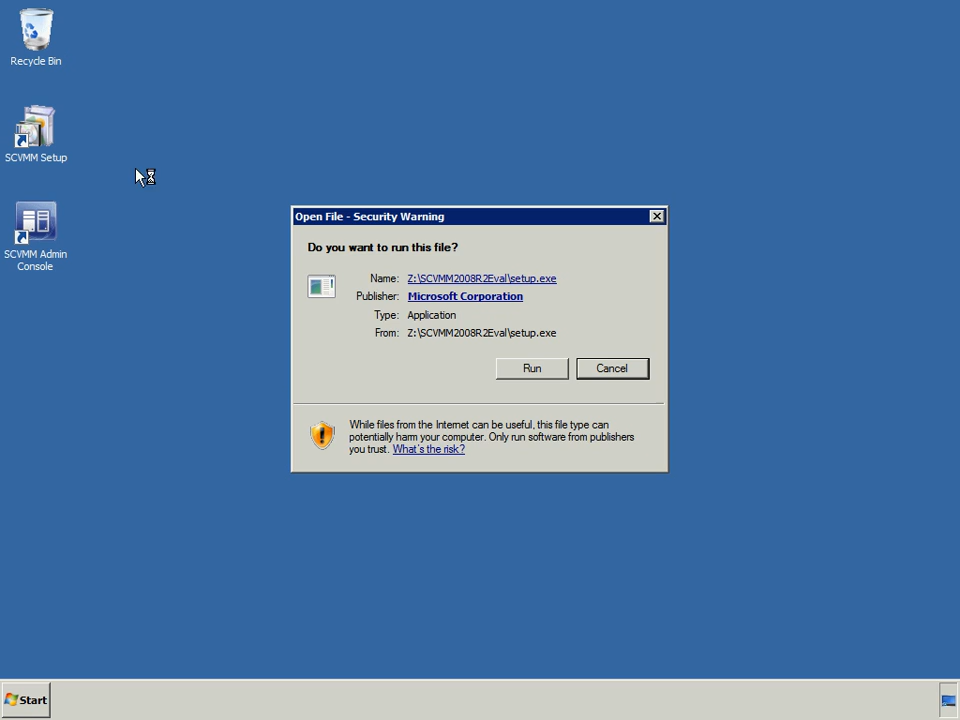 Recycle Bin
SCVMM Setup
SCVMM Admin
Console
Open File - Security Warning
Do you want to run this file?
Name: Z:\SCVMM2008R2Eval\setup.exe
Publisher: Microsoft Corporation
Type: Application
From: Z:\SCVMM2008R2Eval\setup.exe
Run Cancel
While files from the Internet can be useful, this file type can
potentially harm your computer. Only run software from publishers
you trust. What's the risk?
Start